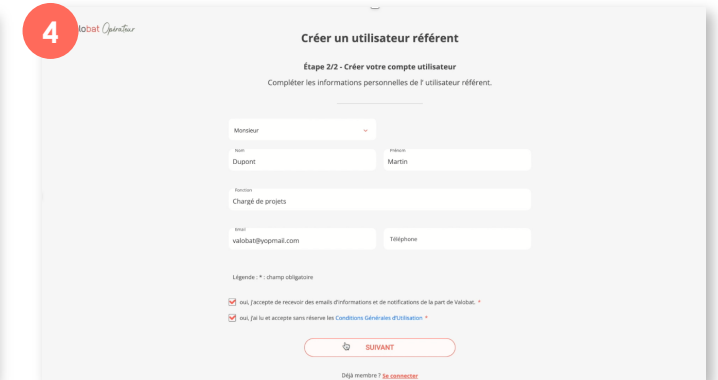 4
lobat Opérateur
Créer un utilisateur référent
Étape 2/2 - Créer votre compte utilisateur
Compléter les informations personnelles de l' utilisateur référent.
Monsieur
Nom
Prénom
Dupont
Martin
Fonction
Chargé de projets
Email
valobat@yopmail.com
Téléphone
Légende : * : champ obligatoire
oui, j'accepte de recevoir des emails d'informations et de notifications de la part de Valobat. *
oui, j'ai lu et accepte sans réserve les Conditions Générales d'Utilisation *
SUIVANT
Déjà membre ? Se connecter